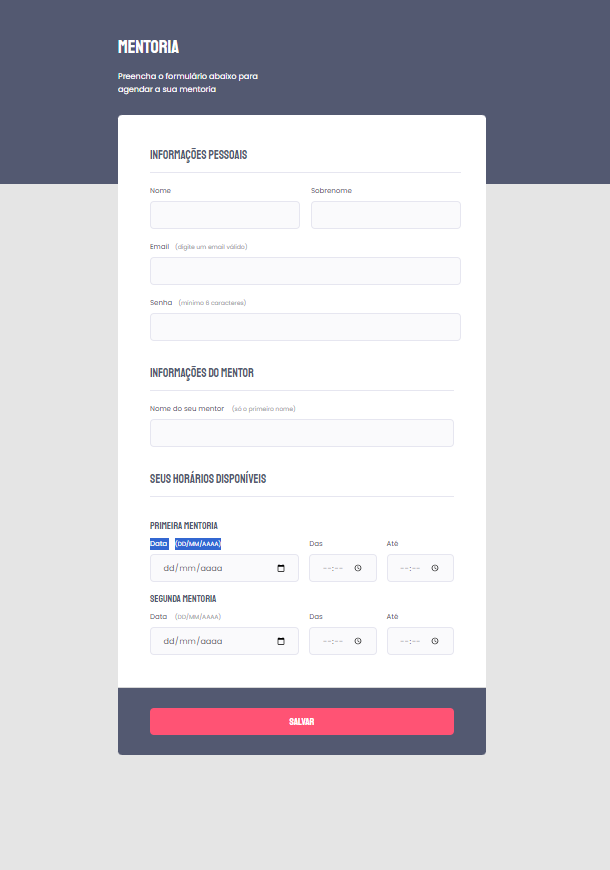 MENTORIA
Preencha o formulário abaixo para
agendar a sua mentoria
INFORMAÇÕES PESSOAIS
Nome Sobrenome
Email (digite um email válido)
Senha (mínimo 6 caracteres)
INFORMAÇÕES DO MENTOR
Nome do seu mentor (só o primeiro nome)
SEUS HORÁRIOS DISPONÍVEIS
PRIMEIRA MENTORIA
Data (DD/MM/AAAA) Das Até
dd/mm/aaaa --:-- --:--
SEGUNDA MENTORIA
Data (DD/MM/AAAA) Das Até
dd/mm/aaaa --:-- --:--
SALVAR